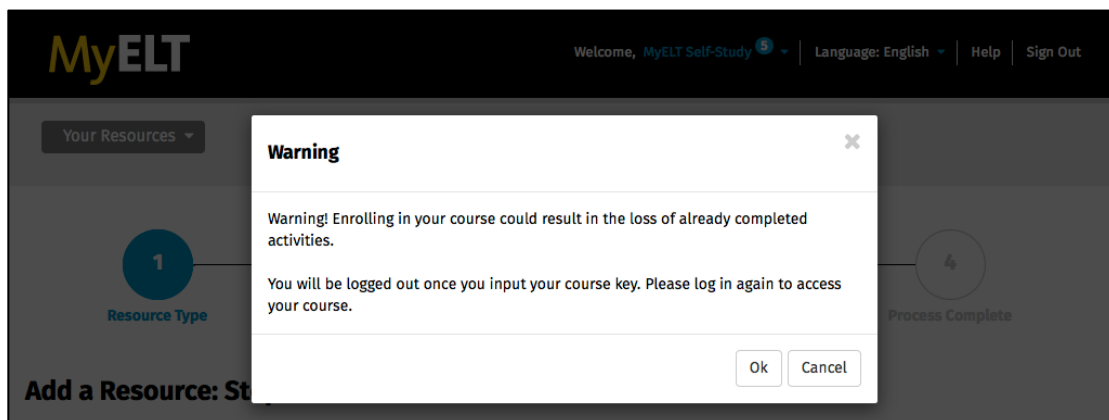 MyELT
Welcome, MyELT Self-Study 5 Language: English Help Sign Out
Your Resources
Warning
Warning! Enrolling in your course could result in the loss of already completed
activities.
You will be logged out once you input your course key. Please log in again to access
your course.
Ok Cancel
1 4
Resource Type Process Complete
Add a Resource: St